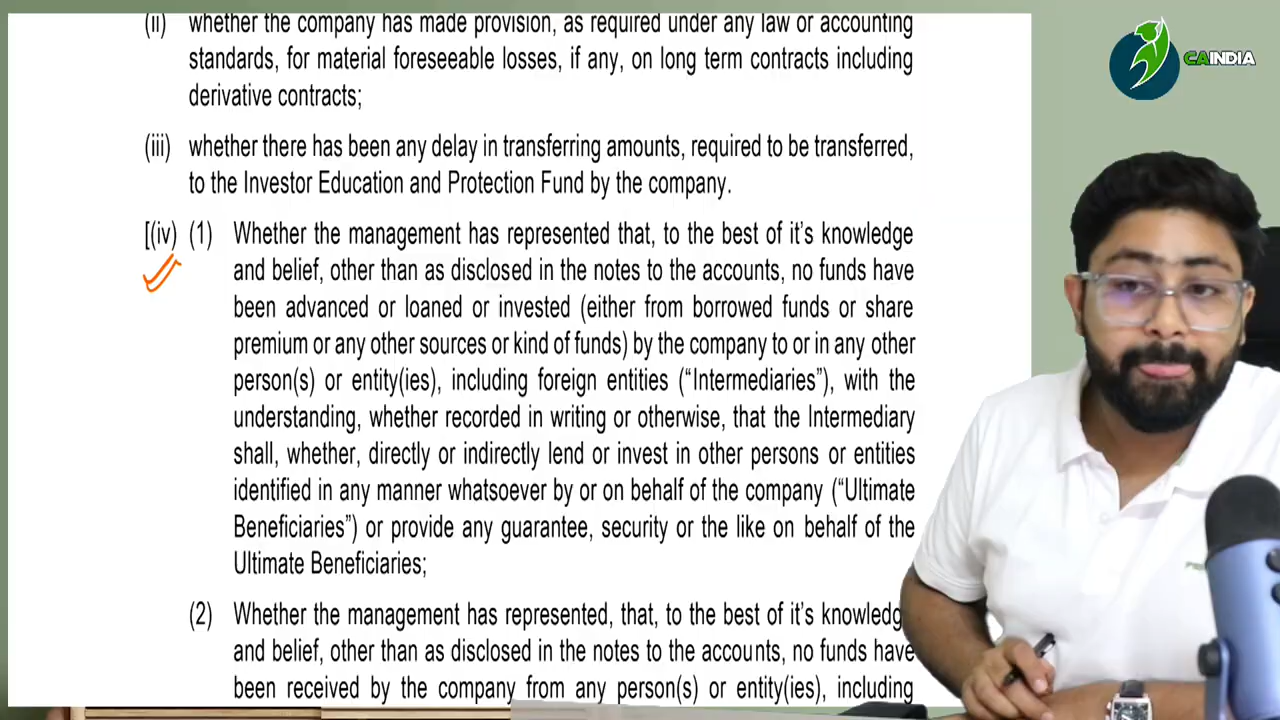 (ii) whether the company has made provision, as required under any law or accounting
standards, for material foreseeable losses, if any, on long term contracts including
derivative contracts;
(iii) whether there has been any delay in transferring amounts, required to be transferred,
to the Investor Education and Protection Fund by the company.
[(iv) (1) Whether the management has represented that, to the best of it's knowledge
and belief, other than as disclosed in the notes to the accounts, no funds have
been advanced or loaned or invested (either from borrowed funds or share
premium or any other sources or kind of funds) by the company to or in any other
person(s) or entity(ies), including foreign entities (“Intermediaries”), with the
understanding, whether recorded in writing or otherwise, that the Intermediary
shall, whether, directly or indirectly lend or invest in other persons or entities
identified in any manner whatsoever by or on behalf of the company (“Ultimate
Beneficiaries”) or provide any guarantee, security or the like on behalf of the
Ultimate Beneficiaries;
(2) Whether the management has represented, that, to the best of it's knowledg
and belief, other than as disclosed in the notes to the accounts, no funds have
been received by the company from any person(s) or entity(ies), including
CAINDIA